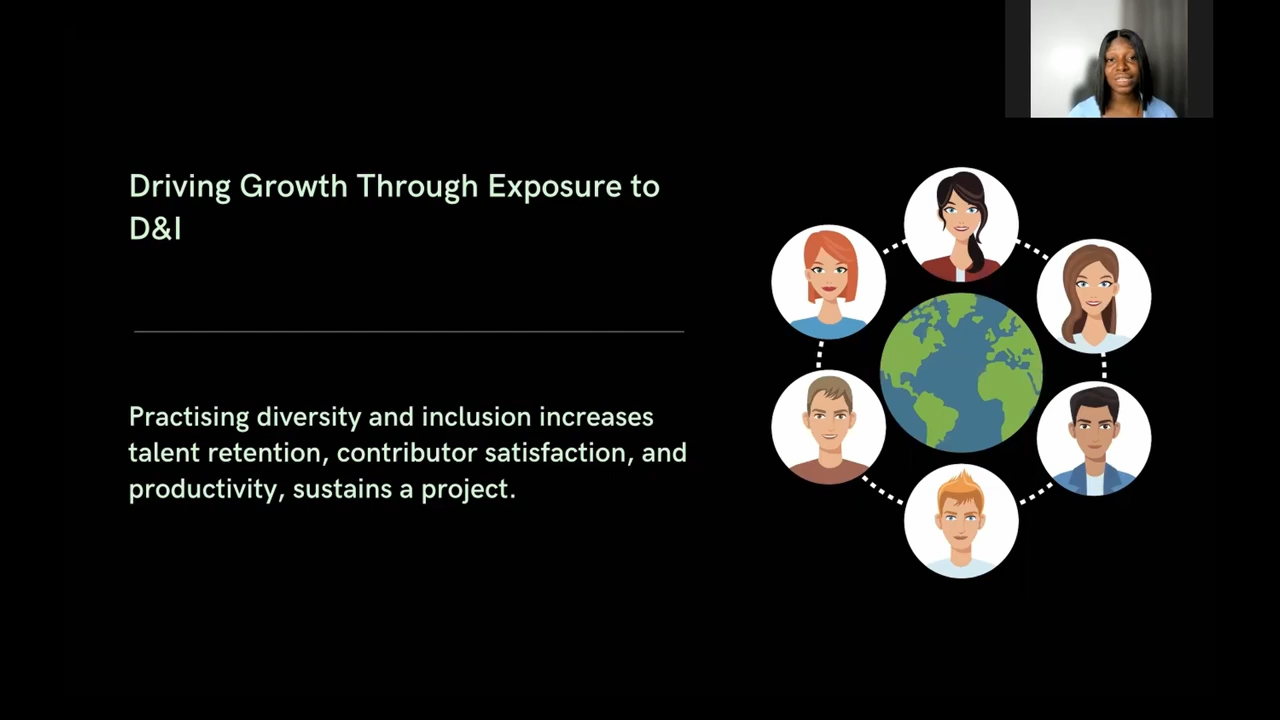 Driving Growth Through Exposure to
D&I
Practising diversity and inclusion increases
talent retention, contributor satisfaction, and
productivity, sustains a project.